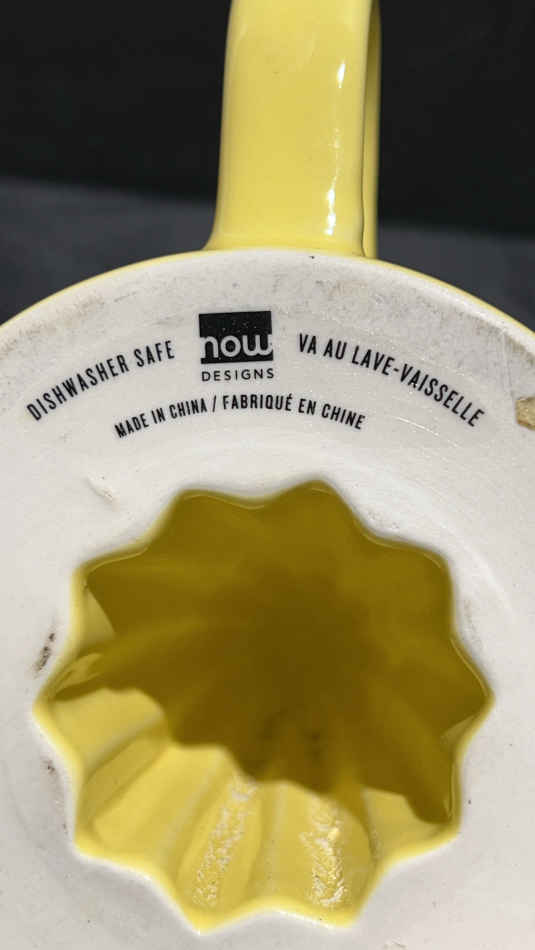 now
DESIGNS
DISHWASHER SAFE
VA AU LAVE-VAISSELLE
MADE IN CHINA / FABRIQUÉ EN CHINE